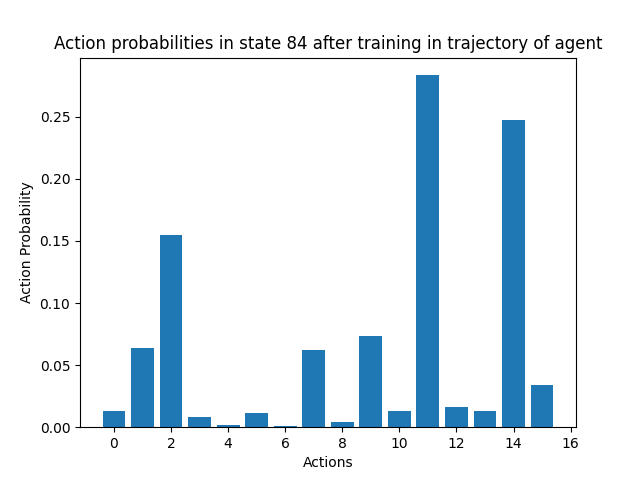 Action probabilities in state 84 after training in trajectory of agent
0.25
0.20
0.15
0.10
0.05
0.00
Action Probability
0 2 4 6 8 10 12 14 16
Actions